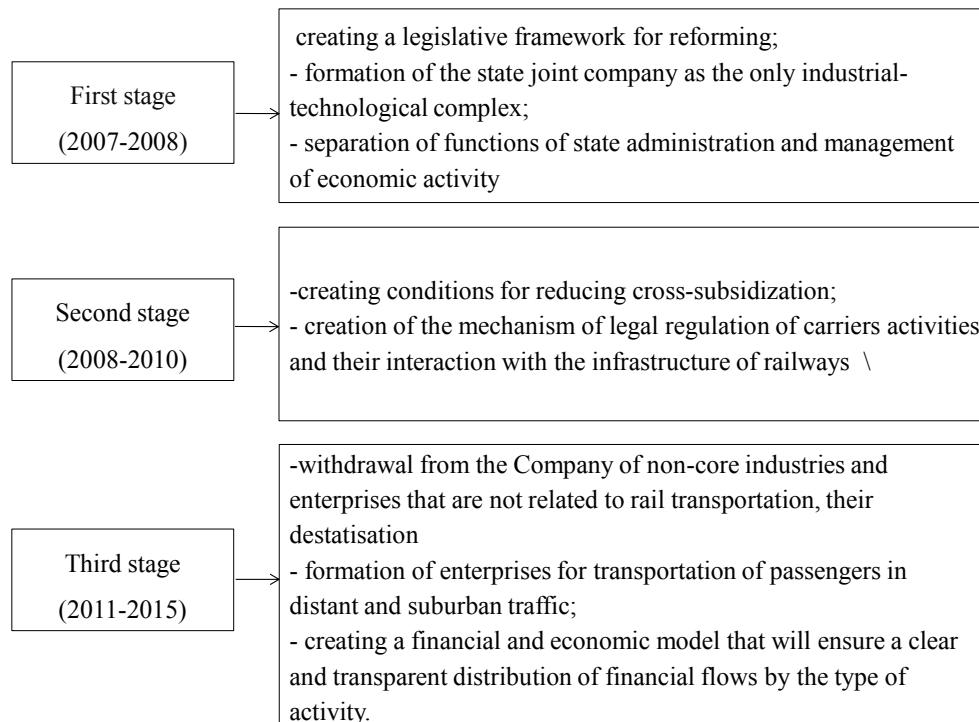 First stage
(2007-2008)
creating a legislative framework for reforming;
- formation of the state joint company as the only industrial-
technological complex;
- separation of functions of state administration and management
of economic activity
Second stage
(2008-2010)
-creating conditions for reducing cross-subsidization;
- creation of the mechanism of legal regulation of carriers activities
and their interaction with the infrastructure of railways \
Third stage
(2011-2015)
-withdrawal from the Company of non-core industries and
enterprises that are not related to rail transportation, their
destatisation
- formation of enterprises for transportation of passengers in
distant and suburban traffic;
- creating a financial and economic model that will ensure a clear
and transparent distribution of financial flows by the type of
activity.